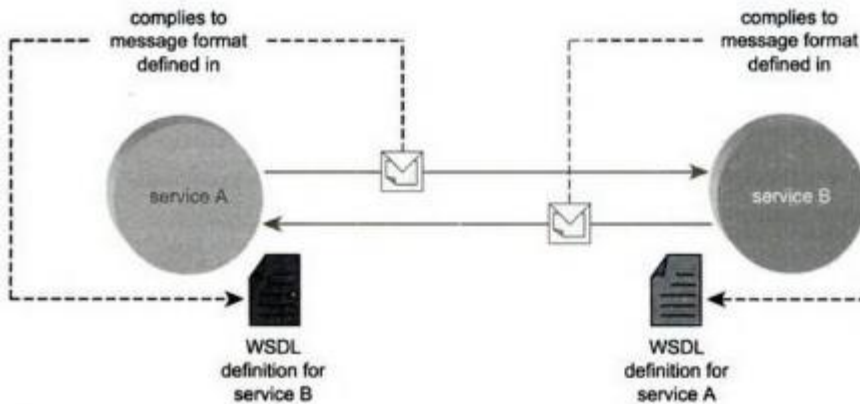 complies to
message format
defined in
complies to
message format
defined in
service A
service B
WSDL
definition for
service B
WSDL
definition for
service A